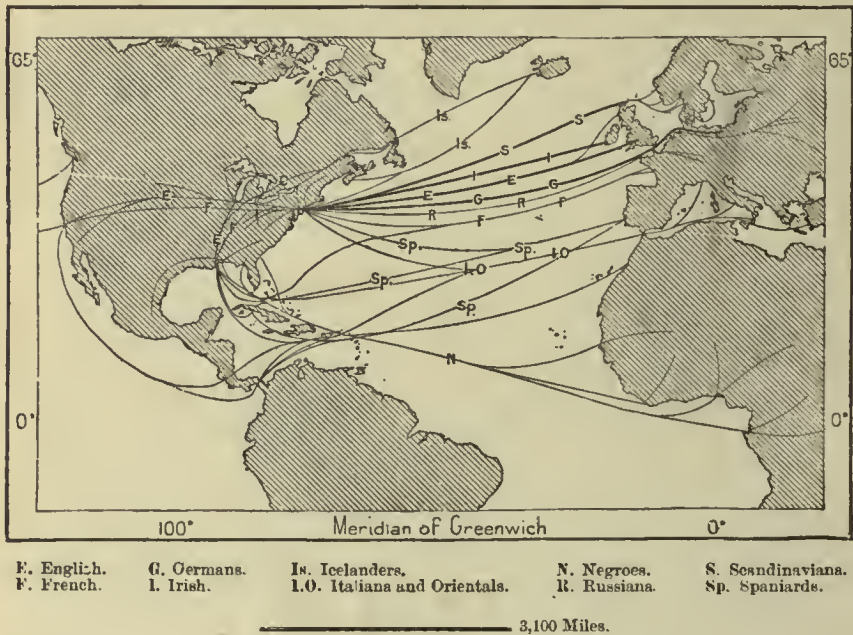 65° 65°
Is.
S
Is.
S
I
I E
E G
E G
E F R R F
R F
E Sp. Sp.
I.O I.O
Sp. Sp.
N
0° 0°
100° Meridian of Greenwich 0°
E. English. G. Germans. Is. Icelanders. N. Negroes. S. Scandinavians.
F. French. I. Irish. I.O. Italians and Orientals. R. Russians. Sp. Spaniards.
3,100 Miles.